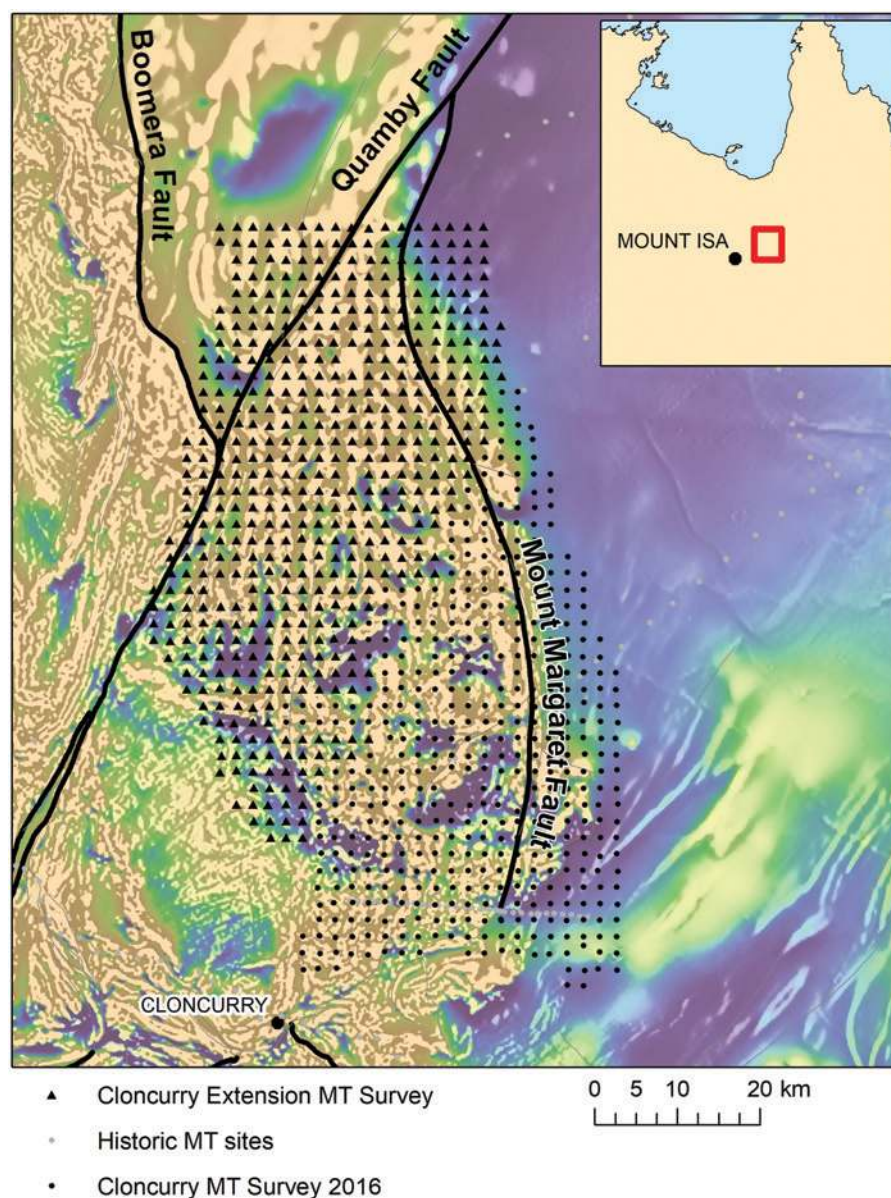 Boomera Fault
Quamby Fault
MOUNT ISA
Mount Margaret Fault
CLONCURRY
Cloncurry Extension MT Survey
Historic MT sites
Cloncurry MT Survey 2016
0 5 10 20 km